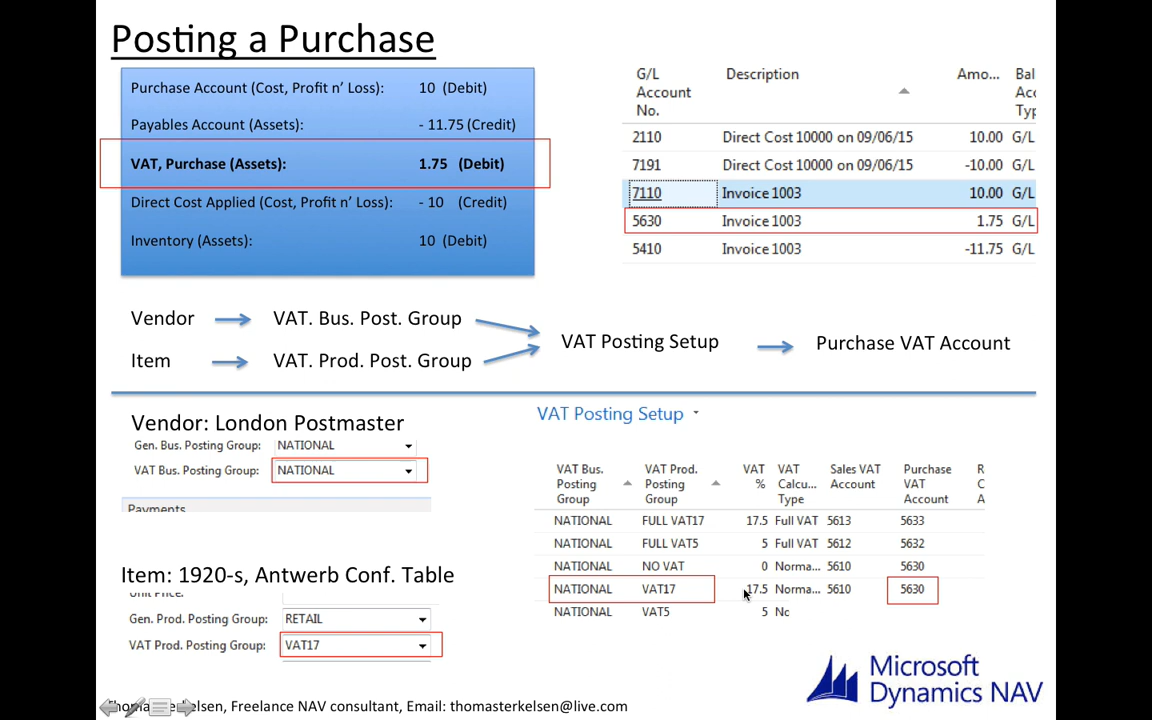 Posting a Purchase
Purchase Account (Cost, Profit n’ Loss): 10 (Debit)
Payables Account (Assets): - 11.75 (Credit)
VAT, Purchase (Assets): 1.75 (Debit)
Direct Cost Applied (Cost, Profit n’ Loss): - 10 (Credit)
Inventory (Assets): 10 (Debit)
G/L Account No. Description Amo... Bal Acc Typ
2110 Direct Cost 10000 on 09/06/15 10.00 G/L
7191 Direct Cost 10000 on 09/06/15 -10.00 G/L
7110 Invoice 1003 10.00 G/L
5630 Invoice 1003 1.75 G/L
5410 Invoice 1003 -11.75 G/L
Vendor VAT. Bus. Post. Group
Item VAT. Prod. Post. Group
VAT Posting Setup Purchase VAT Account
Vendor: London Postmaster
Gen. Bus. Posting Group: NATIONAL
VAT Bus. Posting Group: NATIONAL
Payments
Item: 1920-s, Antwerb Conf. Table
Unit Price:
Gen. Prod. Posting Group: RETAIL
VAT Prod. Posting Group: VAT17
VAT Posting Setup
VAT Bus. Posting Group VAT Prod. Posting Group VAT % VAT Calcu... Type Sales VAT Account Purchase VAT Account R C A
NATIONAL FULL VAT17 17.5 Full VAT 5613 5633
NATIONAL FULL VAT5 5 Full VAT 5612 5632
NATIONAL NO VAT 0 Norma... 5610 5630
NATIONAL VAT17 17.5 Norma... 5610 5630
NATIONAL VAT5 5 Nc
Microsoft
Dynamics NAV
elsen, Freelance NAV consultant, Email: thomasterkelsen@live.com